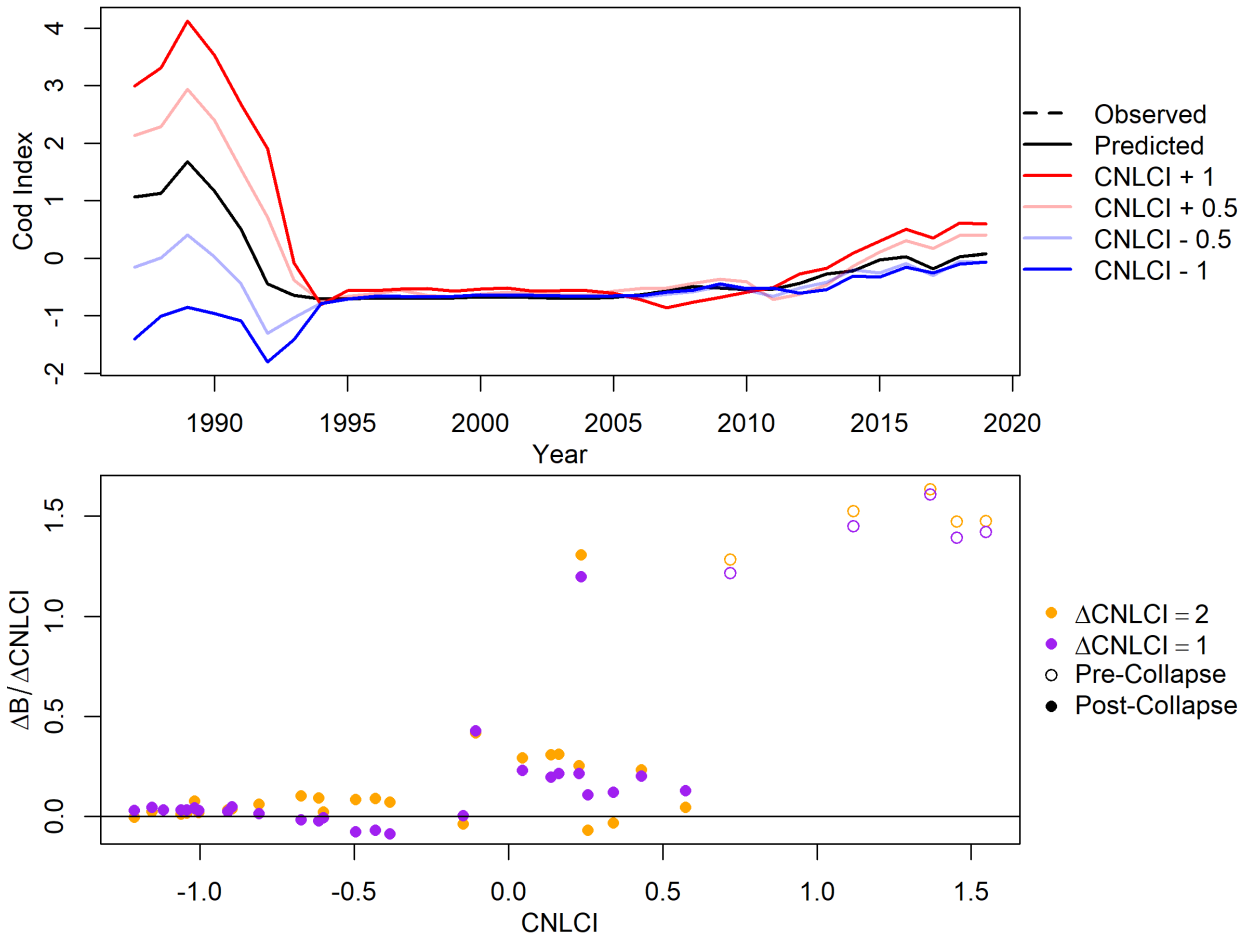 4
3
2
1
0
-1
-2
Cod Index
1990 1995 2000 2005 2010 2015 2020
Year
Observed
Predicted
CNLCI + 1
CNLCI + 0.5
CNLCI - 0.5
CNLCI - 1
1.5
1.0
0.5
0.0
ΔB/ΔCNLCI
-1.0 -0.5 0.0 0.5 1.0 1.5
CNLCI
ΔCNLCI = 2
ΔCNLCI = 1
Pre-Collapse
Post-Collapse